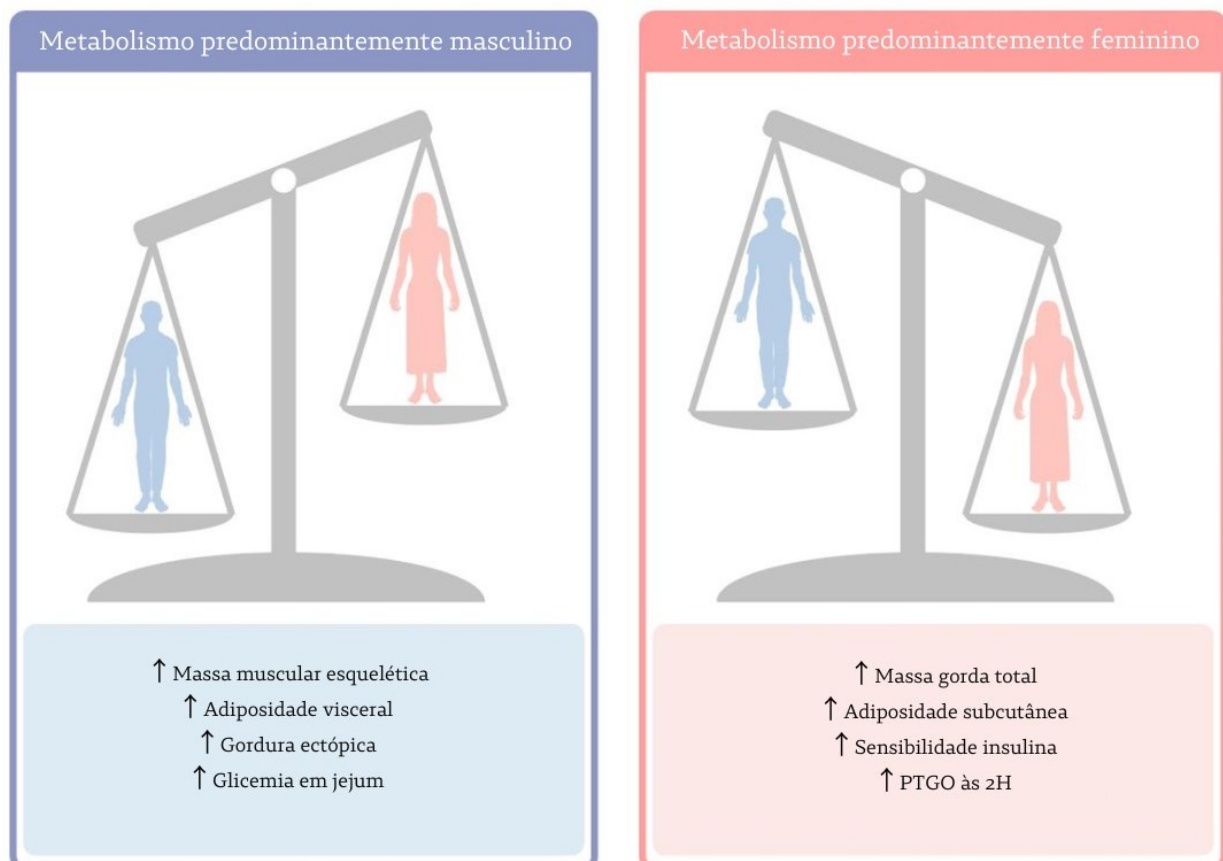 Metabolismo predominantemente masculino
↑ Massa muscular esquelética
↑ Adiposidade visceral
↑ Gordura ectópica
↑ Glicemia em jejum
Metabolismo predominantemente feminino
↑ Massa gorda total
↑ Adiposidade subcutânea
↑ Sensibilidade insulina
↑ PTGO às 2H